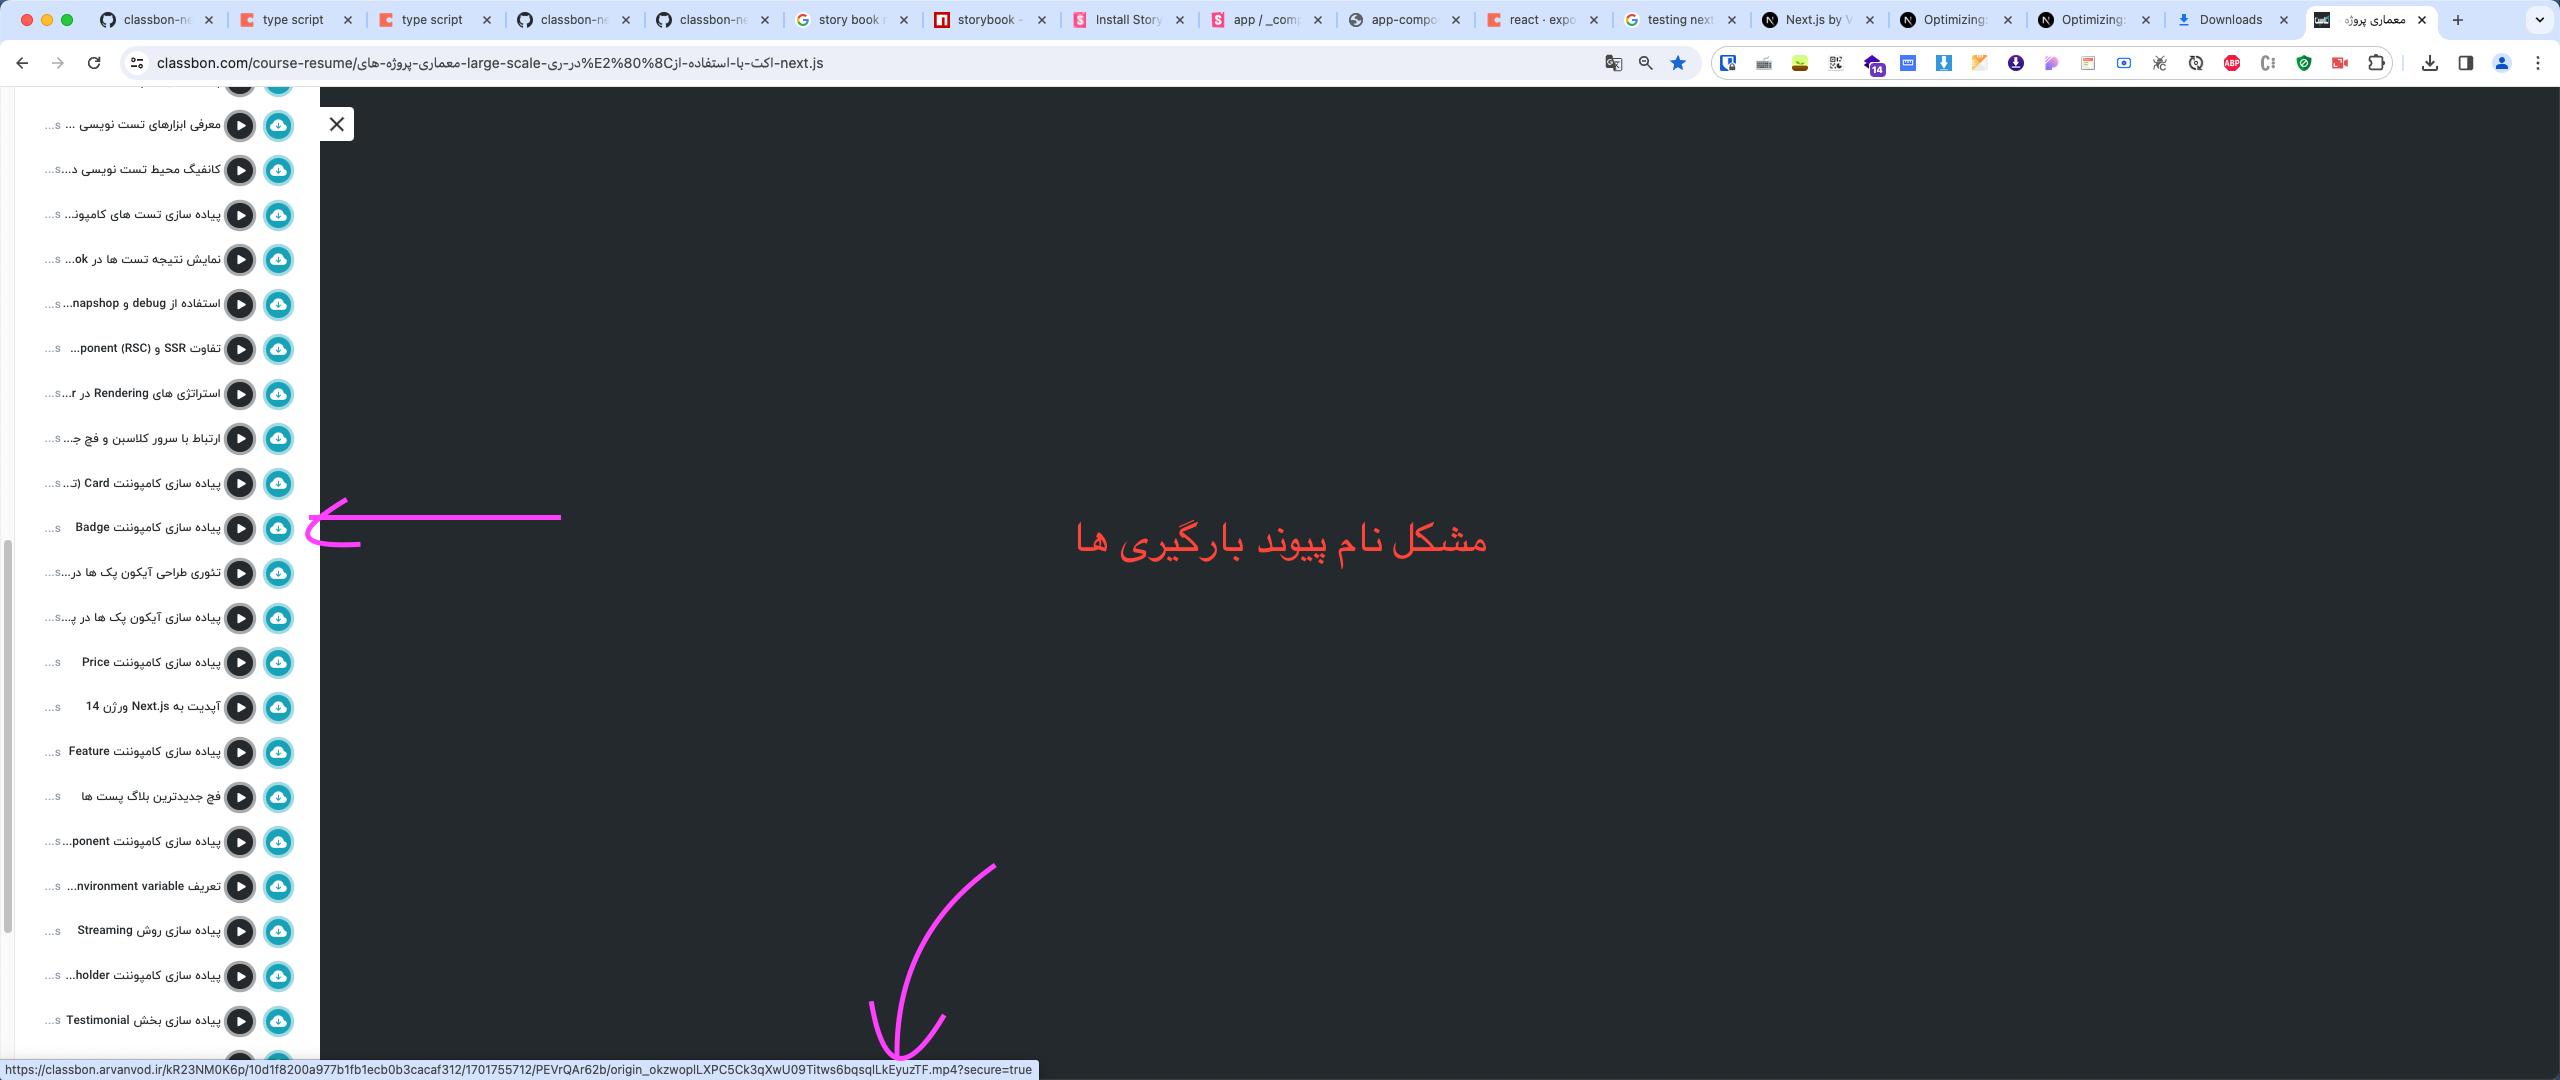 classbon-ne
type script
type script
classbon-ne
classbon-ne
story book n
storybook -
Install Story
app / _comp
app-compo
react · expo
testing next
Next.js by V
Optimizing:
Optimizing:
Downloads
معماری پروژه
classbon.com/course-resume/معماری-پروژه-های-large-scale-در-ری%E2%80%8Cاکت-با-استفاده-از-next.js
14
ABP
معرفی ابزارهای تست نویسی ...
s...
کانفیگ محیط تست نویسی د...
s...
پیاده سازی تست های کامپون...
s...
نمایش نتیجه تست ها در ok...
s...
استفاده از debug و napshop...
s...
تفاوت SSR و ponent (RSC)...
s...
استراتژی های Rendering در r...
s...
ارتباط با سرور کلاسبن و فچ ج...
s...
پیاده سازی کامپوننت Card (ت...
s...
پیاده سازی کامپوننت Badge
s...
تئوری طراحی آیکون پک ها در...
s...
پیاده سازی آیکون پک ها در پ...
s...
پیاده سازی کامپوننت Price
s...
آپدیت به Next.js ورژن 14
s...
پیاده سازی کامپوننت Feature
s...
فچ جدیدترین بلاگ پست ها
s...
پیاده سازی کامپوننت ponent...
s...
تعریف nvironment variable...
s...
پیاده سازی روش Streaming
s...
پیاده سازی کامپوننت holder...
s...
پیاده سازی بخش Testimonial
s...
مشکل نام پیوند بارگیری ها
https://classbon.arvanvod.ir/kR23NM0K6p/10d1f8200a977b1fb1ecb0b3cacaf312/1701755712/PEVrQAr62b/origin_okzwoplLXPC5Ck3qXwU09Titws6bqsqlLkEyuzTF.mp4?secure=true